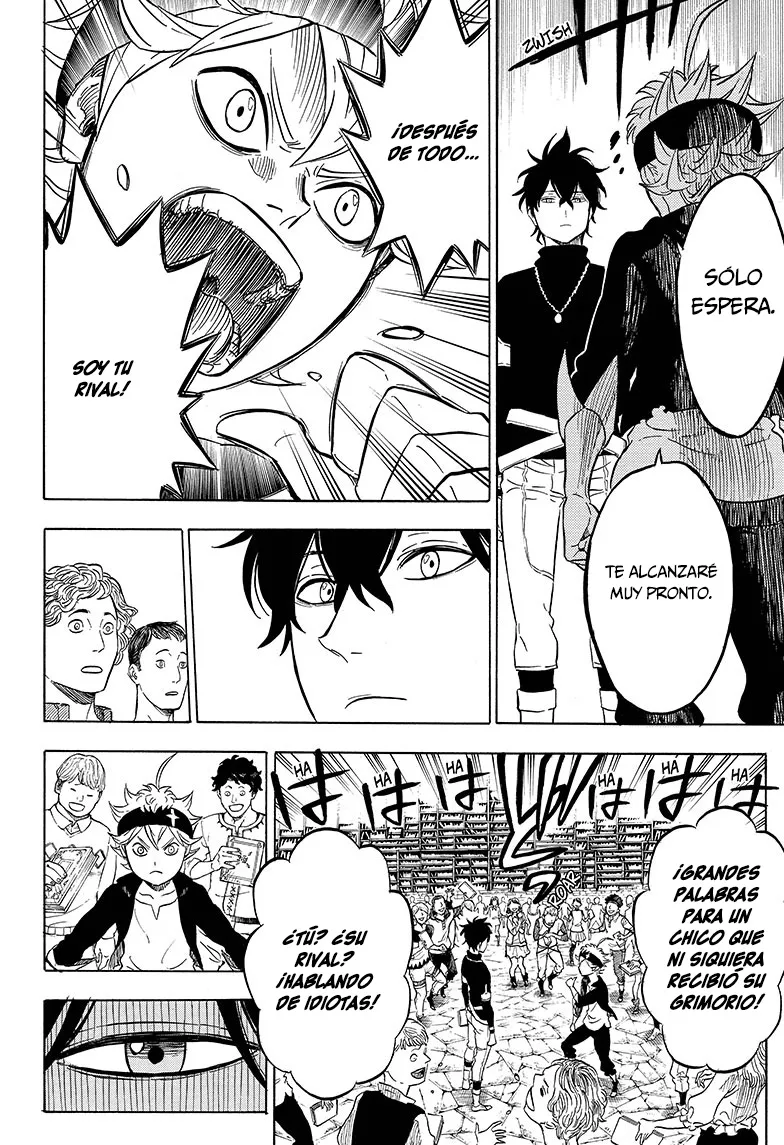 ZWISH
SÓLO
ESPERA.
TE ALCANZARÉ
MUY PRONTO.
¡DESPUÉS
DE TODO...
SOY TU
RIVAL!
HA
は
HA
は
HA
は
HA
は
HA
は
HA
は
ROAR
¡GRANDES
PALABRAS
PARA UN
CHICO QUE
NI SIQUIERA
RECIBIÓ SU
GRIMORIO!
¿TÚ? ¿SU
RIVAL?
¡HABLANDO
DE IDIOTAS!